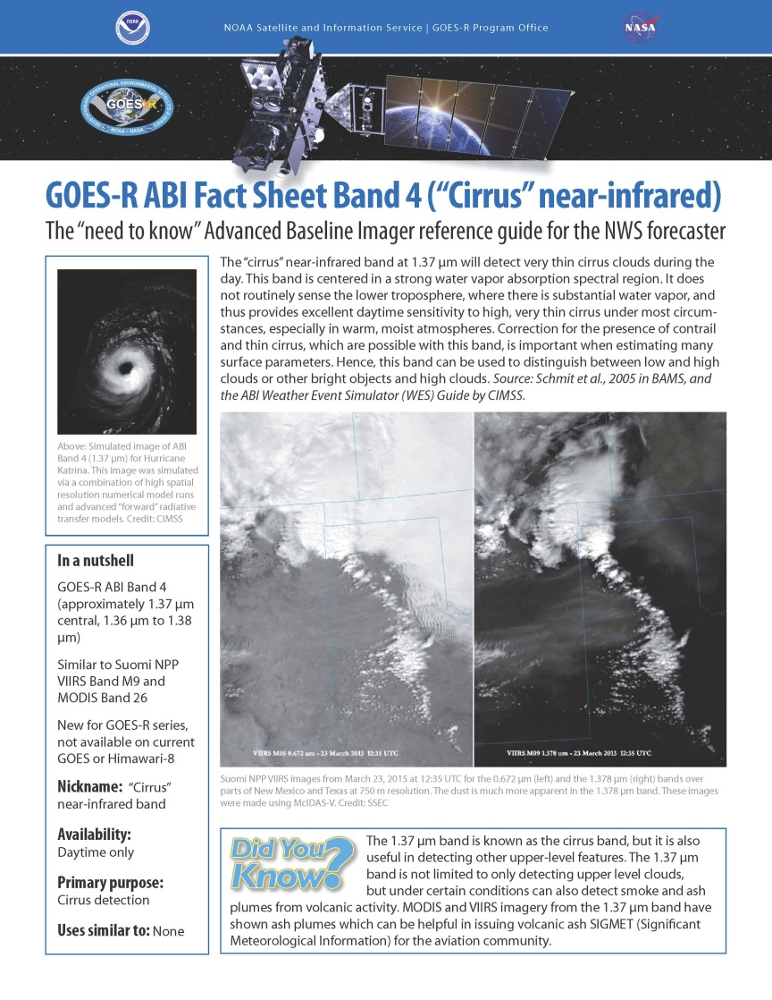 NOAA
NOAA Satellite and Information Service | GOES-R Program Office
NASA
GEOSTATIONARY OPERATIONAL ENVIRONMENTAL SATELLITE R-SERIES
GOES-R
NOAA ~ NASA
GOES-R ABI Fact Sheet Band 4 (“Cirrus” near-infrared)
The “need to know” Advanced Baseline Imager reference guide for the NWS forecaster
Above: Simulated image of ABI
Band 4 (1.37 µm) for Hurricane
Katrina. This image was simulated
via a combination of high spatial
resolution numerical model runs
and advanced “forward” radiative
transfer models. Credit: CIMSS
In a nutshell
GOES-R ABI Band 4
(approximately 1.37 µm
central, 1.36 µm to 1.38
µm)
Similar to Suomi NPP
VIIRS Band M9 and
MODIS Band 26
New for GOES-R series,
not available on current
GOES or Himawari-8
Nickname: “Cirrus”
near-infrared band
Availability:
Daytime only
Primary purpose:
Cirrus detection
Uses similar to: None
The “cirrus” near-infrared band at 1.37 µm will detect very thin cirrus clouds during the
day. This band is centered in a strong water vapor absorption spectral region. It does
not routinely sense the lower troposphere, where there is substantial water vapor, and
thus provides excellent daytime sensitivity to high, very thin cirrus under most circum-
stances, especially in warm, moist atmospheres. Correction for the presence of contrail
and thin cirrus, which are possible with this band, is important when estimating many
surface parameters. Hence, this band can be used to distinguish between low and high
clouds or other bright objects and high clouds. Source: Schmit et al., 2005 in BAMS, and
the ABI Weather Event Simulator (WES) Guide by CIMSS.
VIIRS M05 0.672 um - 23 March 2013 12:35 UTC
VIIRS M09 1.378 um - 23 March 2013 12:35 UTC
Suomi NPP VIIRS images from March 23, 2015 at 12:35 UTC for the 0.672 µm (left) and the 1.378 µm (right) bands over
parts of New Mexico and Texas at 750 m resolution. The dust is much more apparent in the 1.378 µm band. These images
were made using McIDAS-V. Credit: SSEC
Did You
Know?
The 1.37 µm band is known as the cirrus band, but it is also
useful in detecting other upper-level features. The 1.37 µm
band is not limited to only detecting upper level clouds,
but under certain conditions can also detect smoke and ash
plumes from volcanic activity. MODIS and VIIRS imagery from the 1.37 µm band have
shown ash plumes which can be helpful in issuing volcanic ash SIGMET (Significant
Meteorological Information) for the aviation community.